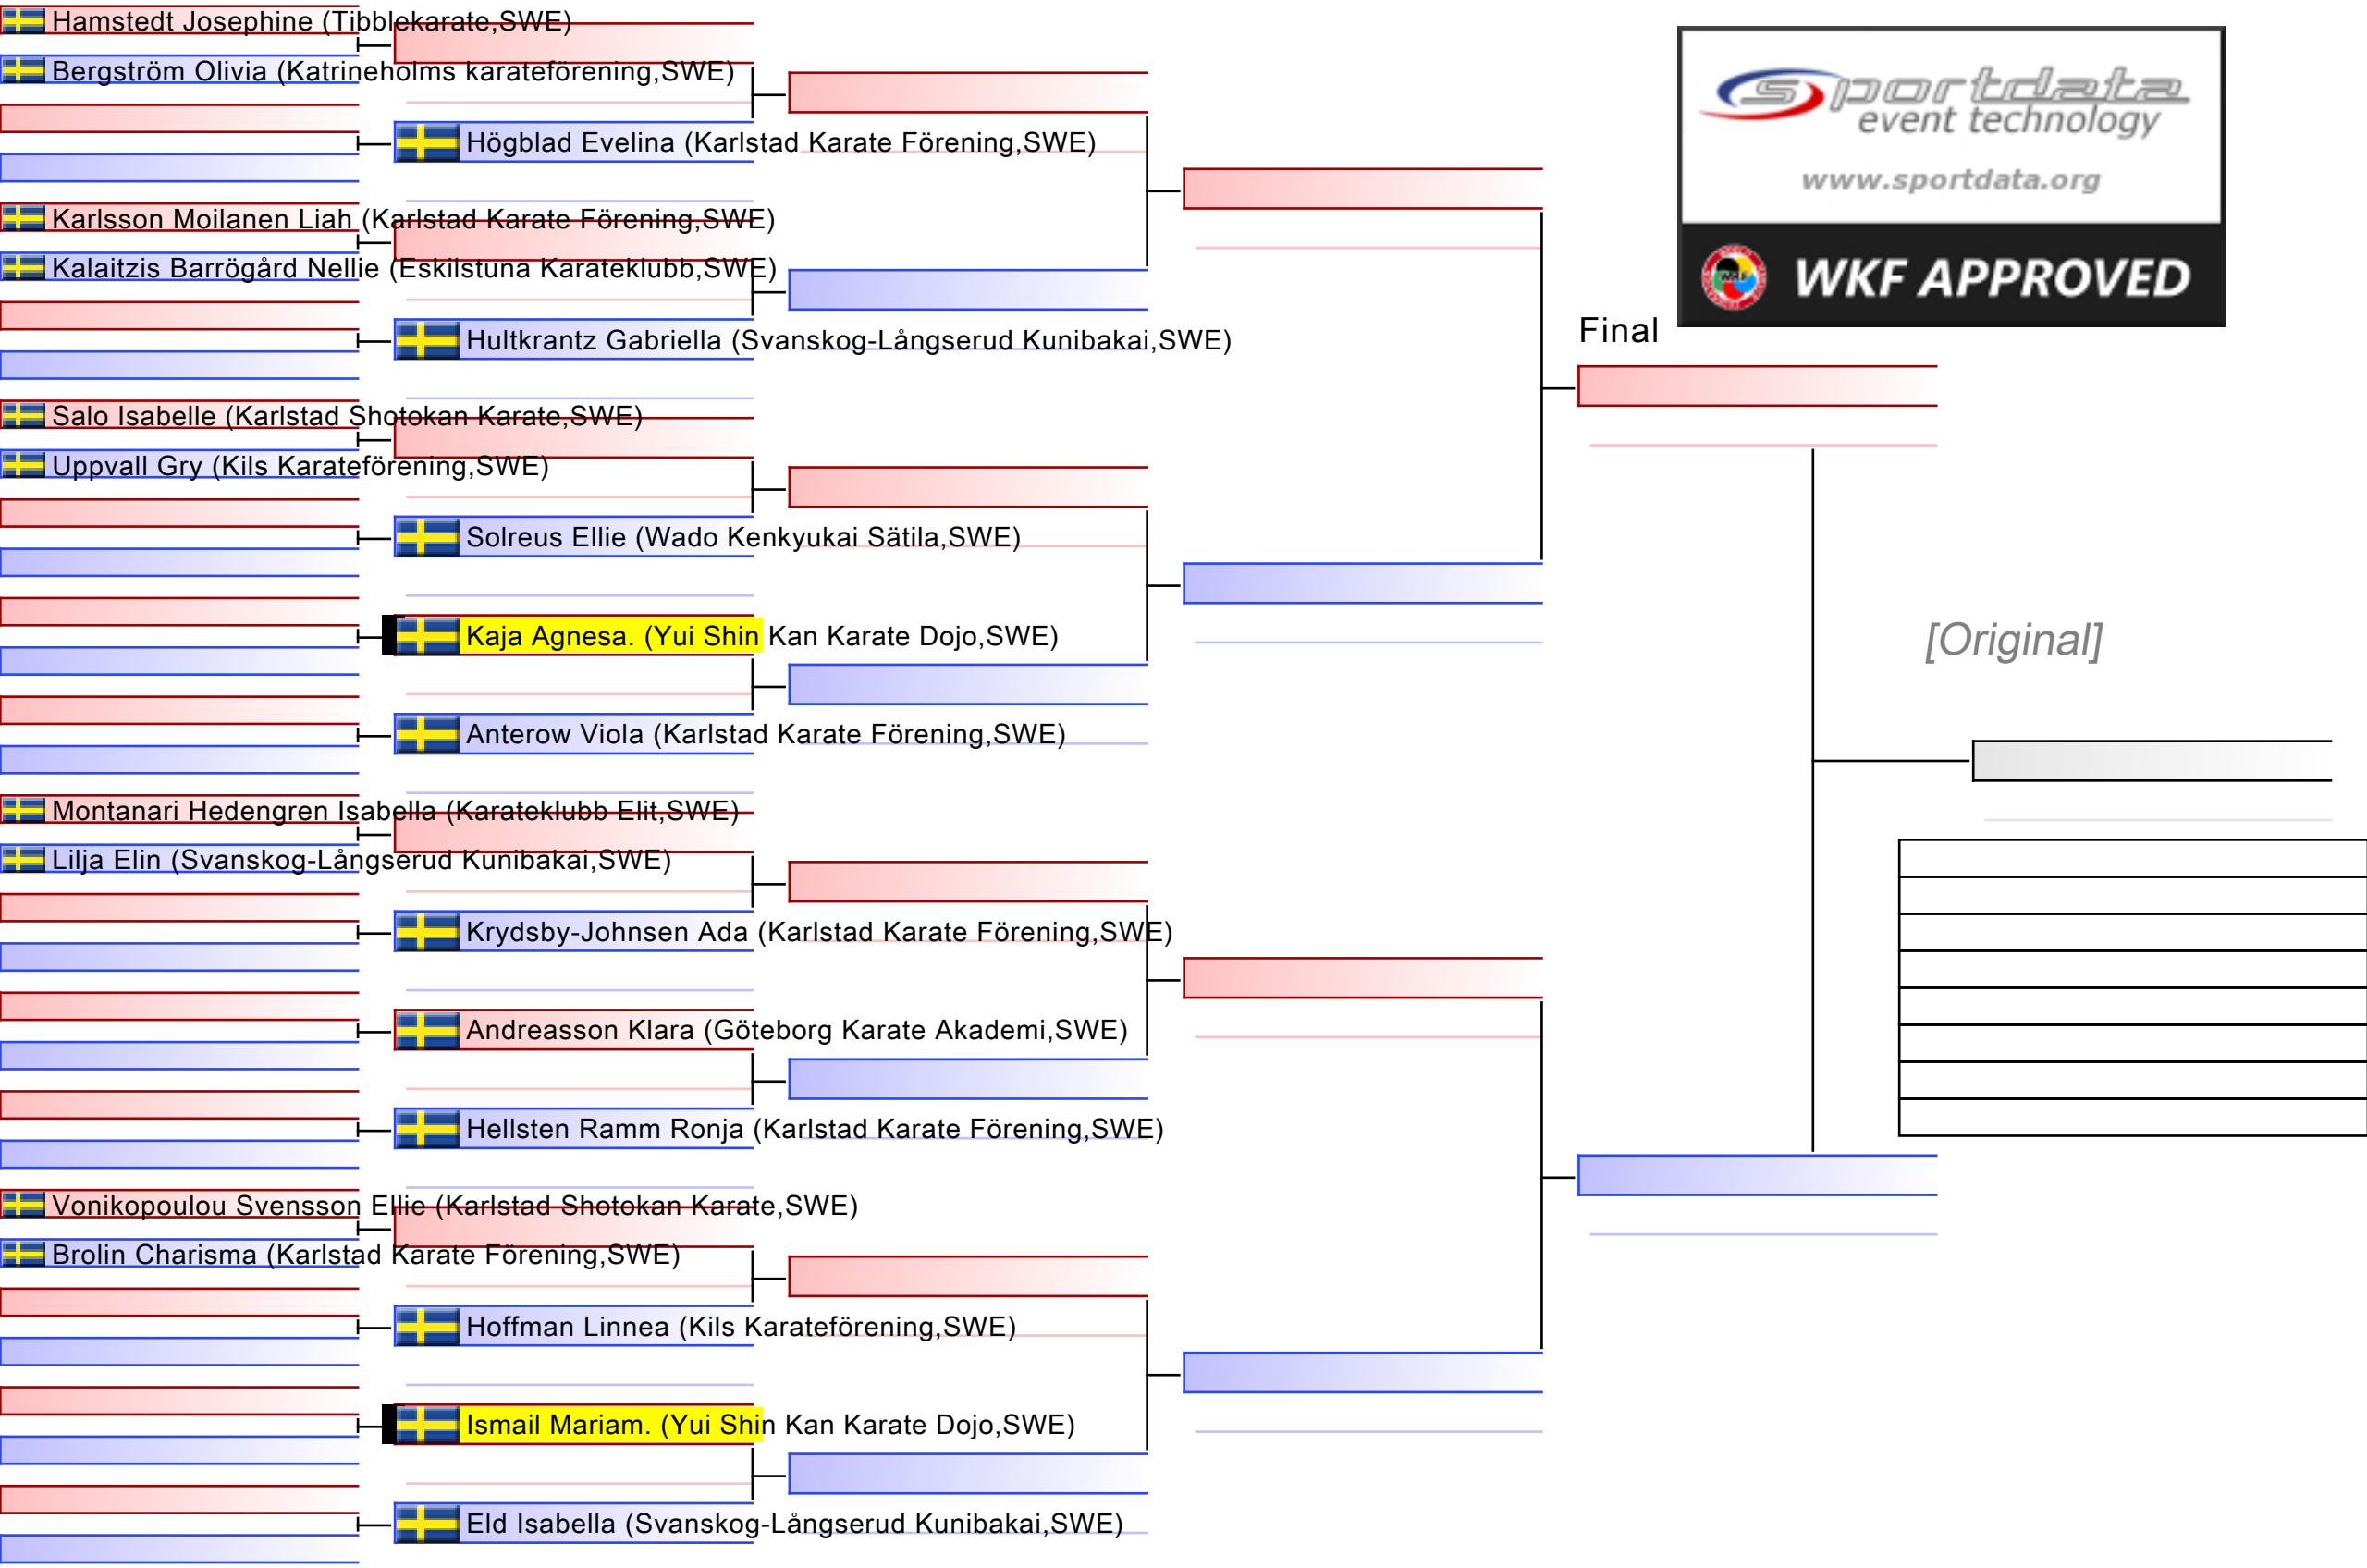 Hamstedt Josephine (Tibblekarate,SWE)
Bergström Olivia (Katrineholms karateförening,SWE)
Högblad Evelina (Karlstad Karate Förening,SWE)
Karlsson Moilanen Liah (Karlstad Karate Förening,SWE)
Kalaitzis Barrögård Nellie (Eskilstuna Karateklubb,SWE)
Hultkrantz Gabriella (Svanskog-Långserud Kunibakai,SWE)
Salo Isabelle (Karlstad Shotokan Karate,SWE)
Uppvall Gry (Kils Karateförening,SWE)
Solreus Ellie (Wado Kenkyukai Sätila,SWE)
Kaja Agnesa. (Yui Shin Kan Karate Dojo,SWE)
Anterow Viola (Karlstad Karate Förening,SWE)
Montanari Hedengren Isabella (Karateklubb Elit,SWE)
Lilja Elin (Svanskog-Långserud Kunibakai,SWE)
Krydsby-Johnsen Ada (Karlstad Karate Förening,SWE)
Andreasson Klara (Göteborg Karate Akademi,SWE)
Hellsten Ramm Ronja (Karlstad Karate Förening,SWE)
Vonikopoulou Svensson Ellie (Karlstad Shotokan Karate,SWE)
Brolin Charisma (Karlstad Karate Förening,SWE)
Hoffman Linnea (Kils Karateförening,SWE)
Ismail Mariam. (Yui Shin Kan Karate Dojo,SWE)
Eld Isabella (Svanskog-Långserud Kunibakai,SWE)
sportdata
event technology
www.sportdata.org
WKF
WKF APPROVED
Final
[Original]